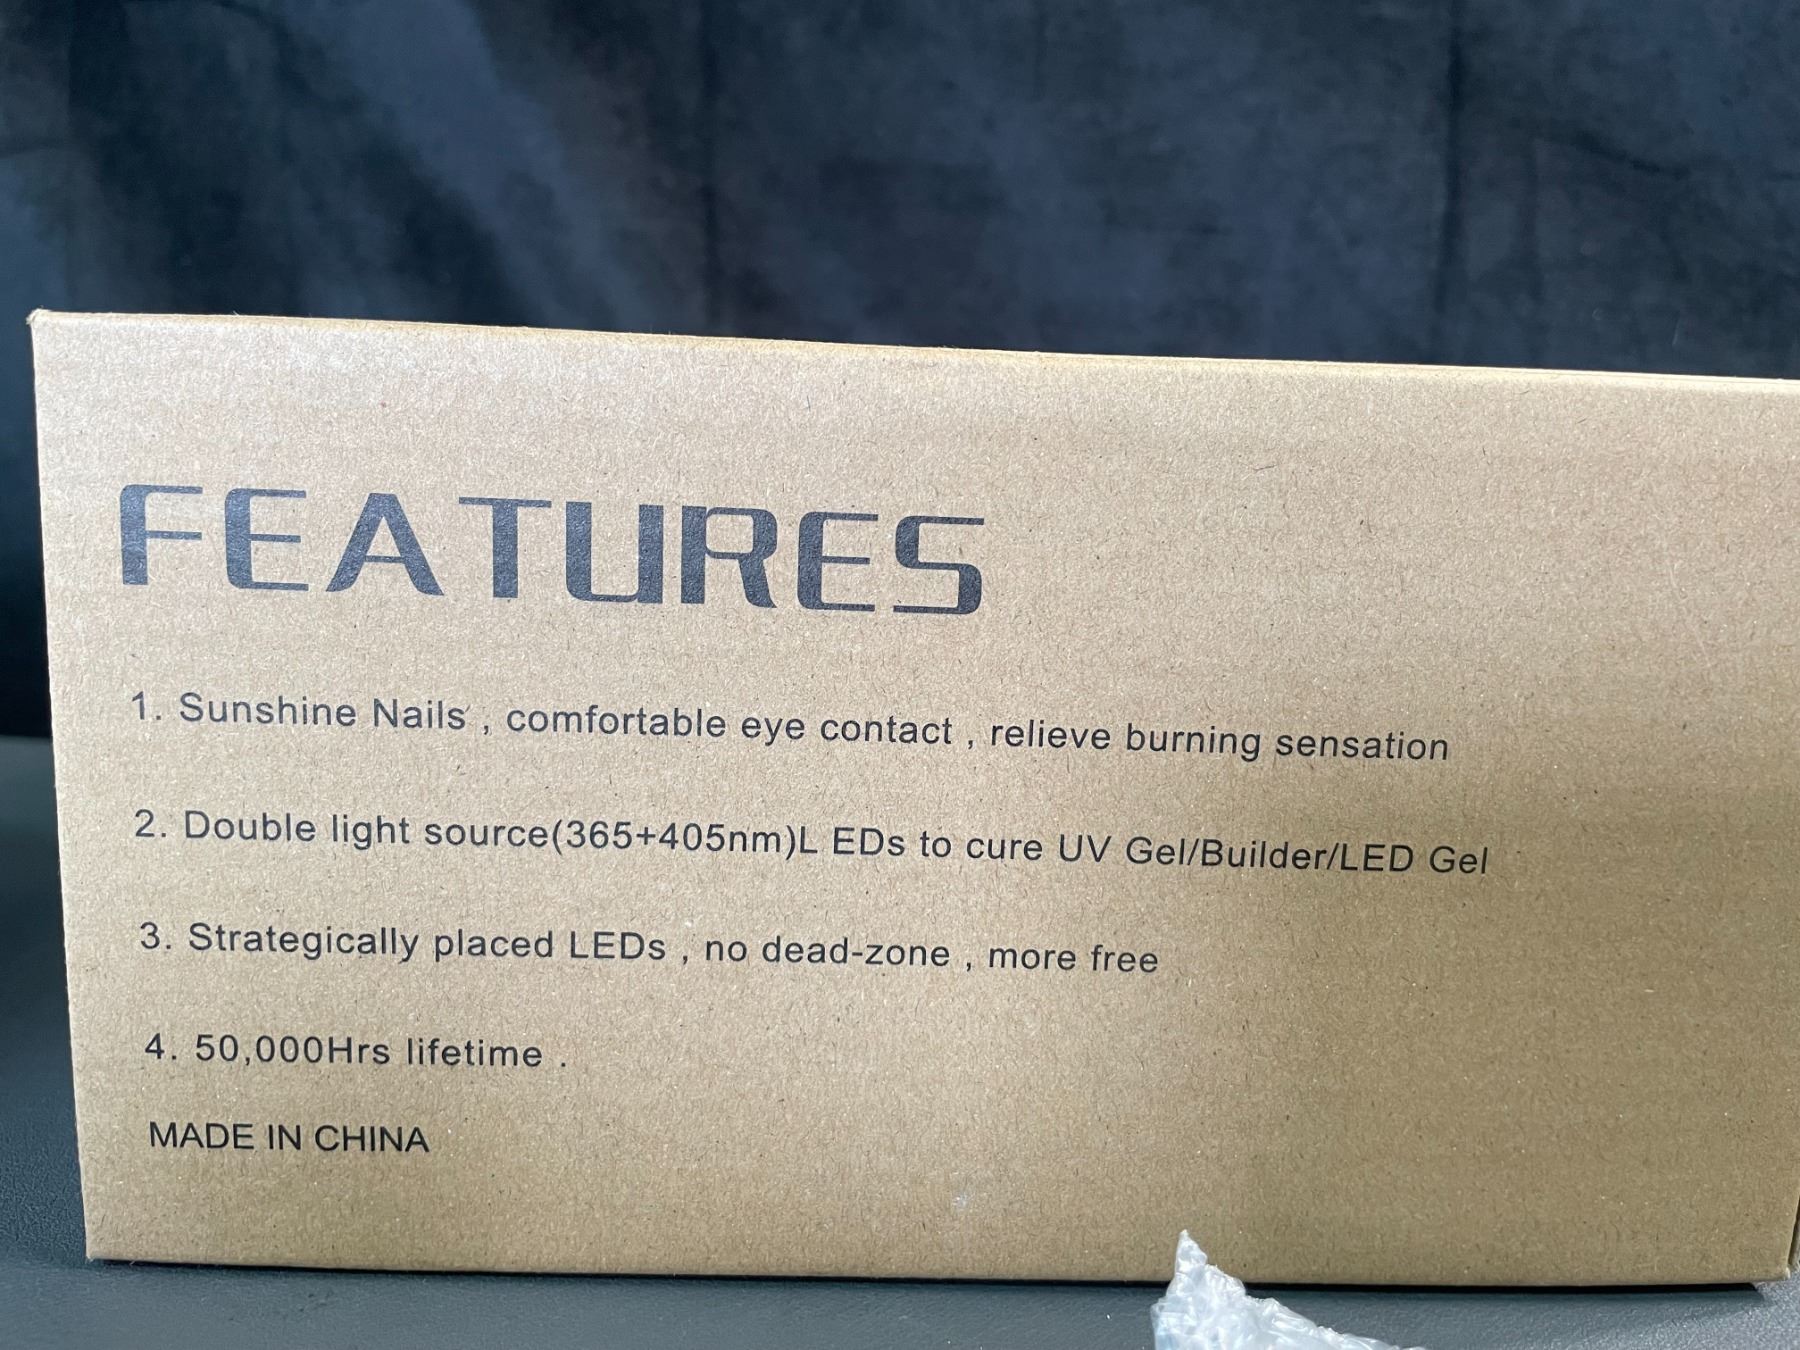 FEATURES
1. Sunshine Nails , comfortable eye contact , relieve burning sensation
2. Double light source(365+405nm)L EDs to cure UV Gel/Builder/LED Gel
3. Strategically placed LEDs , no dead-zone , more free
4. 50,000Hrs lifetime .
MADE IN CHINA